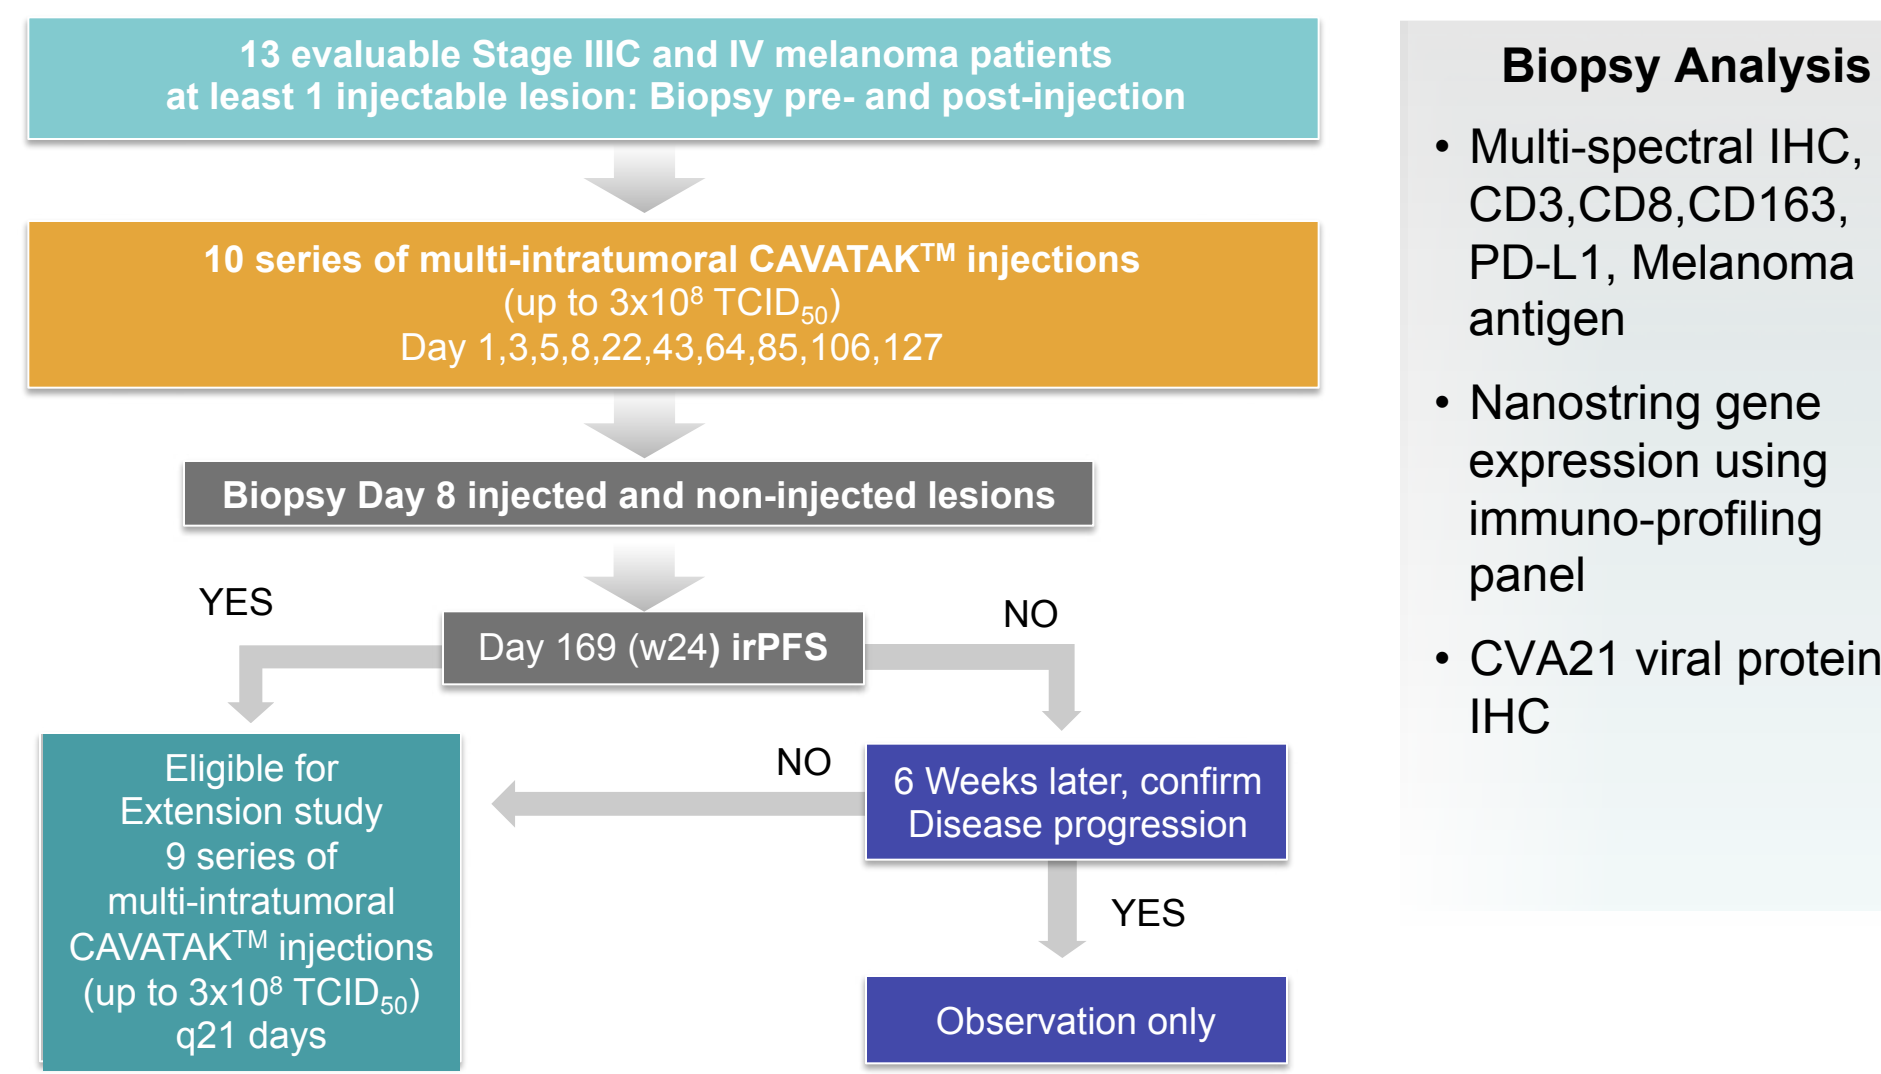 13 evaluable Stage IIIC and IV melanoma patients
at least 1 injectable lesion: Biopsy pre- and post-injection
10 series of multi-intratumoral CAVATAK™ injections
(up to 3x10⁸ TCID₅₀)
Day 1,3,5,8,22,43,64,85,106,127
Biopsy Day 8 injected and non-injected lesions
YES
Day 169 (w24) irPFS
NO
Eligible for
Extension study
9 series of
multi-intratumoral
CAVATAK™ injections
(up to 3x10⁸ TCID₅₀)
q21 days
NO
6 Weeks later, confirm
Disease progression
YES
Observation only
Biopsy Analysis
• Multi-spectral IHC,
CD3,CD8,CD163,
PD-L1, Melanoma
antigen
• Nanostring gene
expression using
immuno-profiling
panel
• CVA21 viral protein
IHC